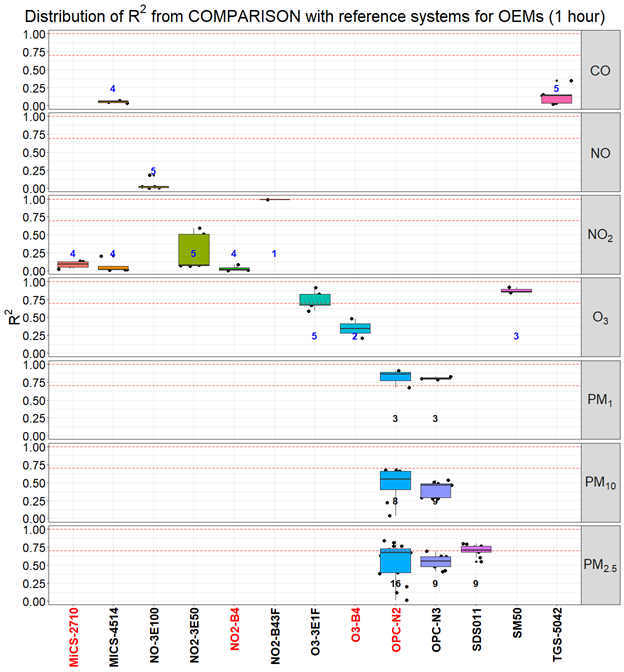 Distribution of R² from COMPARISON with reference systems for OEMs (1 hour)
R²
1.00
0.75
0.50
0.25
0.00
4
5
CO
1.00
0.75
0.50
0.25
0.00
5
NO
1.00
0.75
0.50
0.25
0.00
4
4
5
4
1
NO₂
1.00
0.75
0.50
0.25
0.00
5
2
3
O₃
1.00
0.75
0.50
0.25
0.00
3
3
PM₁
1.00
0.75
0.50
0.25
0.00
8
9
PM₁₀
1.00
0.75
0.50
0.25
0.00
16
9
9
PM₂.₅
MiCS-2710
MICS-4514
NO-3E100
NO2-3E50
NO2-B4
NO2-B43F
O3-3E1F
O3-B4
OPC-N2
OPC-N3
SDS011
SM50
TGS-5042